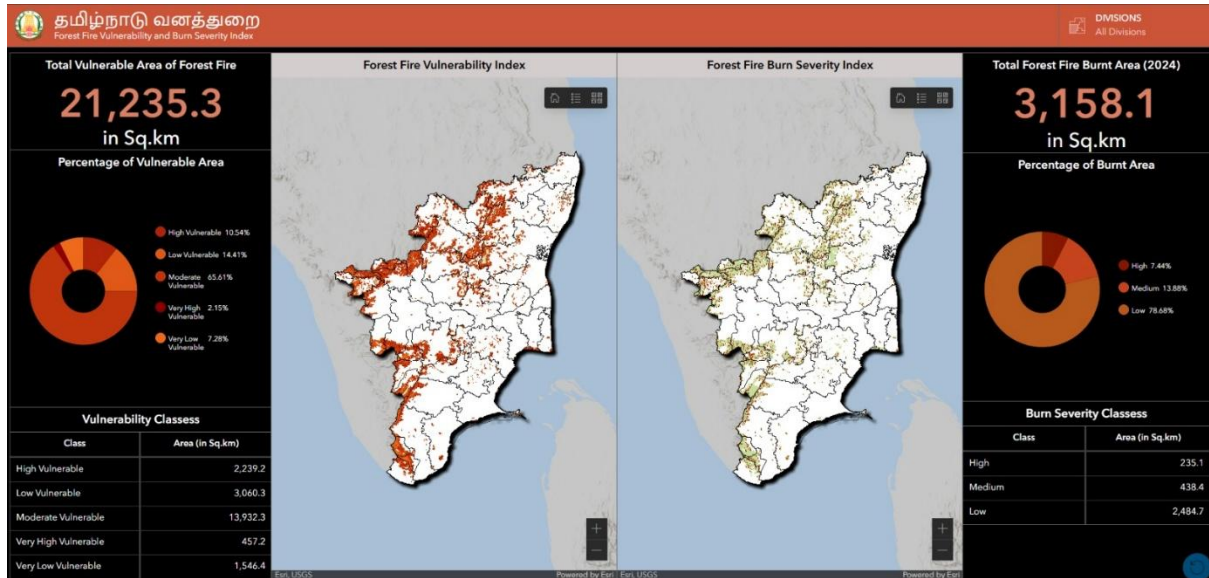 தமிழ்நாடு வனத்துறை
Forest Fire Vulnerability and Burn Severity Index
DIVISIONS
All Divisions
Total Vulnerable Area of Forest Fire
21,235.3
in Sq.km
Percentage of Vulnerable Area
High Vulnerable 10.54%
Low Vulnerable 14.41%
Moderate 65.61%
Vulnerable
Very High 2.15%
Vulnerable
Very Low 7.28%
Vulnerable
Vulnerability Classess
Class Area (in Sq.km)
High Vulnerable 2,239.2
Low Vulnerable 3,060.3
Moderate Vulnerable 13,932.3
Very High Vulnerable 457.2
Very Low Vulnerable 1,546.4
Forest Fire Vulnerability Index
Esri, USGS Powered by Esri
Forest Fire Burn Severity Index
Esri, USGS Powered by Esri
Total Forest Fire Burnt Area (2024)
3,158.1
in Sq.km
Percentage of Burnt Area
High 7.44%
Medium 13.88%
Low 78.68%
Burn Severity Classess
Class Area (in Sq.km)
High 235.1
Medium 438.4
Low 2,484.7